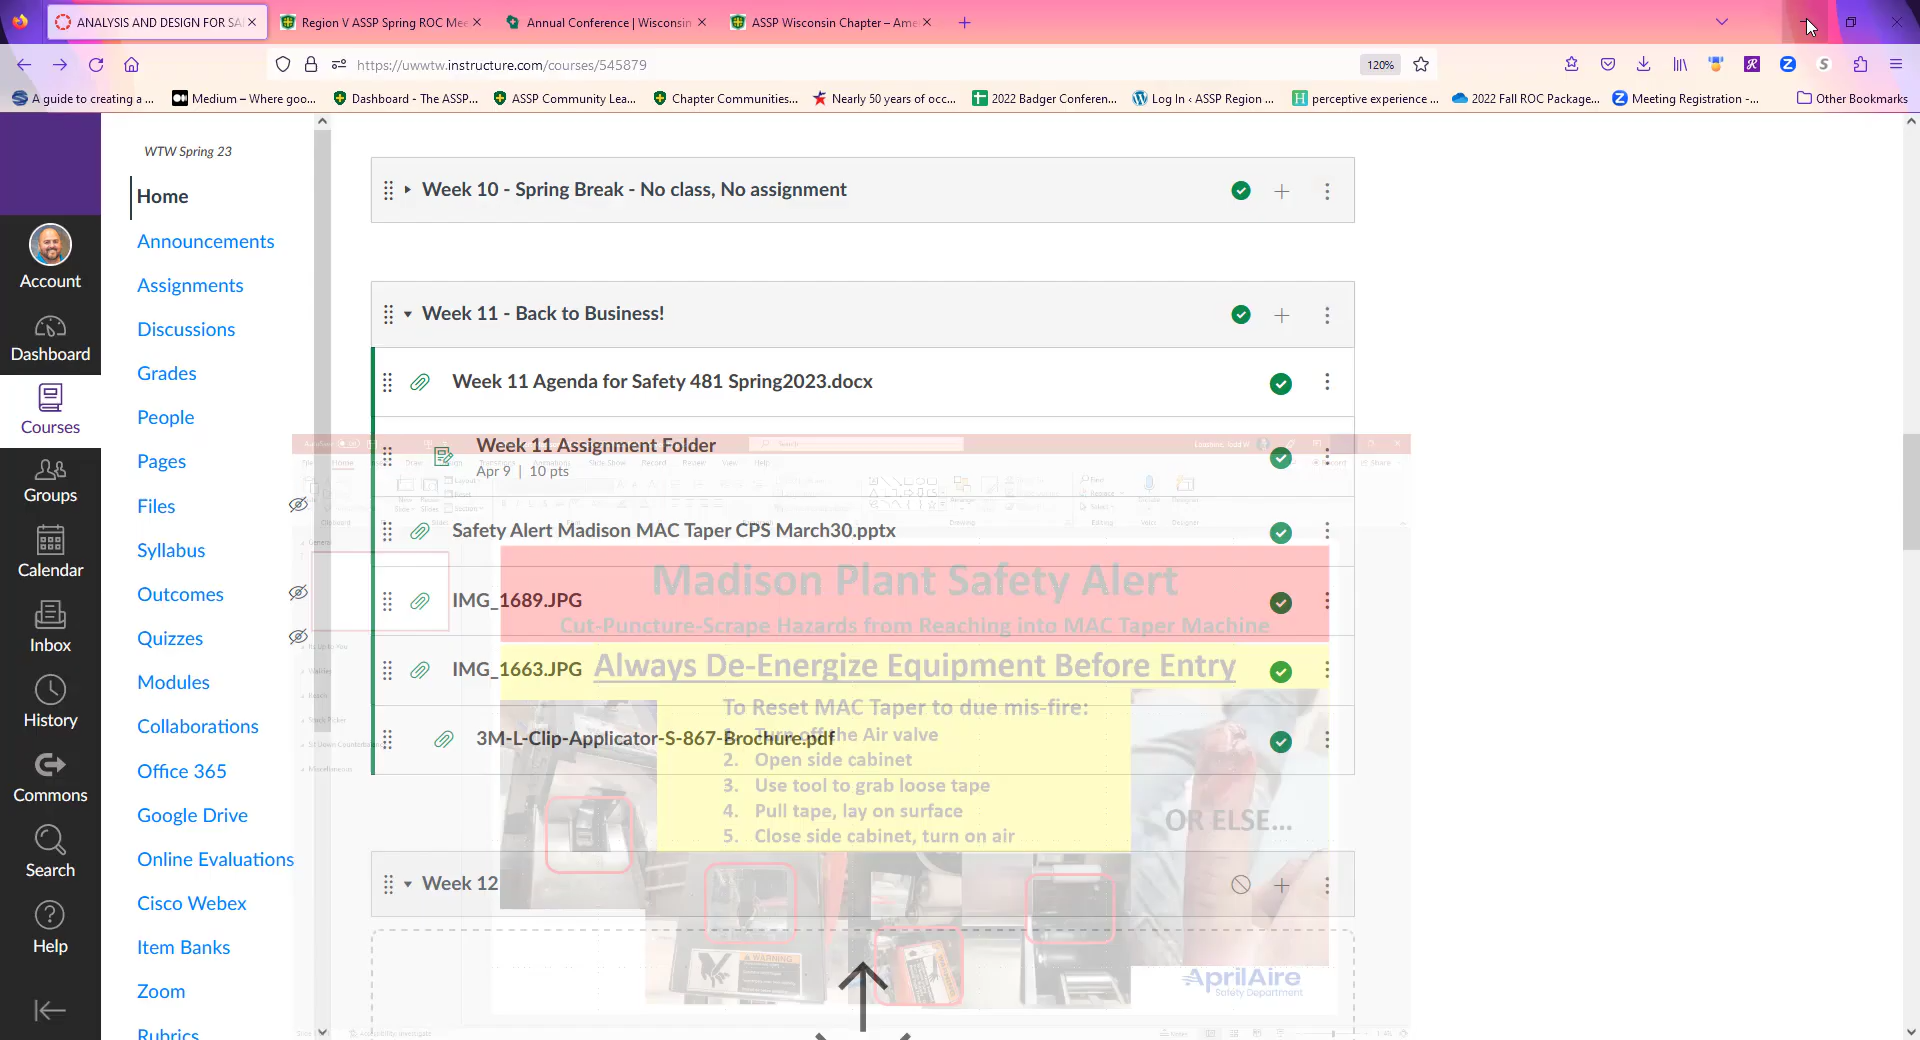 ANALYSIS AND DESIGN FOR SA
Region V ASSP Spring ROC Mee
Annual Conference | Wisconsin
ASSP Wisconsin Chapter – Ame
https://uwwtw.instructure.com/courses/545879
120%
A guide to creating a ...
Medium – Where goo...
Dashboard - The ASSP...
ASSP Community Lea...
Chapter Communities...
Nearly 50 years of occ...
2022 Badger Conferen...
Log In ‹ ASSP Region ...
perceptive experience ...
2022 Fall ROC Package...
Meeting Registration -...
Other Bookmarks
Account
Dashboard
Courses
Groups
Calendar
Inbox
History
Commons
Search
Help
WTW Spring 23
Home
Announcements
Assignments
Discussions
Grades
People
Pages
Files
Syllabus
Outcomes
Quizzes
Modules
Collaborations
Office 365
Google Drive
Online Evaluations
Cisco Webex
Item Banks
Zoom
Rubrics
Week 10 - Spring Break - No class, No assignment
Week 11 - Back to Business!
Week 11 Agenda for Safety 481 Spring2023.docx
Week 11 Assignment Folder
Apr 9 | 10 pts
Safety Alert Madison MAC Taper CPS March30.pptx
IMG_1689.JPG
IMG_1663.JPG
3M-L-Clip-Applicator-S-867-Brochure.pdf
Week 12
Madison Plant Safety Alert
Cut-Puncture-Scrape Hazards from Reaching into MAC Taper Machine
Always De-Energize Equipment Before Entry
To Reset MAC Taper to due mis-fire:
1. Turn off the Air valve
2. Open side cabinet
3. Use tool to grab loose tape
4. Pull tape, lay on surface
5. Close side cabinet, turn on air
OR ELSE...
WARNING
AprilAire
Safety Department